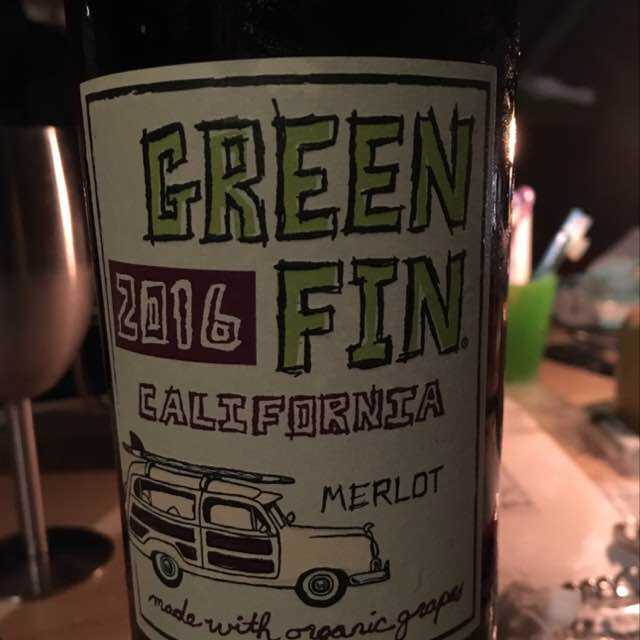 GREEN
2016 FIN®
CALIFORNIA
MERLOT
made with organic grapes